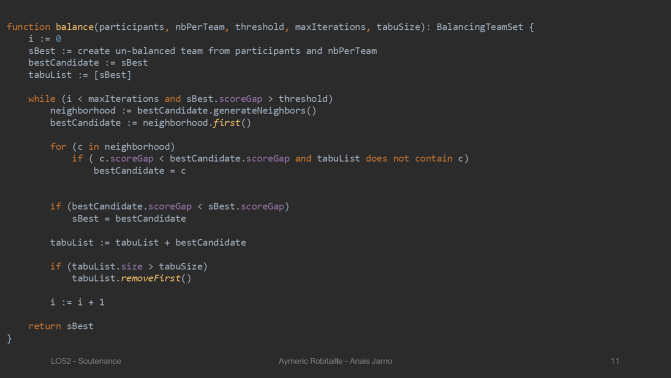 function balance(participants, nbPerTeam, threshold, maxIterations, tabuSize): BalancingTeamSet {
    i := 0
    sBest := create un-balanced team from participants and nbPerTeam
    bestCandidate := sBest
    tabuList := [sBest]
    while (i < maxIterations and sBest.scoreGap > threshold)
        neighborhood := bestCandidate.generateNeighbors()
        bestCandidate := neighborhood.first()
        for (c in neighborhood)
            if ( c.scoreGap < bestCandidate.scoreGap and tabuList does not contain c)
                bestCandidate = c
        if (bestCandidate.scoreGap < sBest.scoreGap)
            sBest = bestCandidate
        tabuList := tabuList + bestCandidate
        if (tabuList.size > tabuSize)
            tabuList.removeFirst()
        i := i + 1
    return sBest
}
LO52 - Soutenance
Aymeric Robitaille - Anaïs Jarno
11